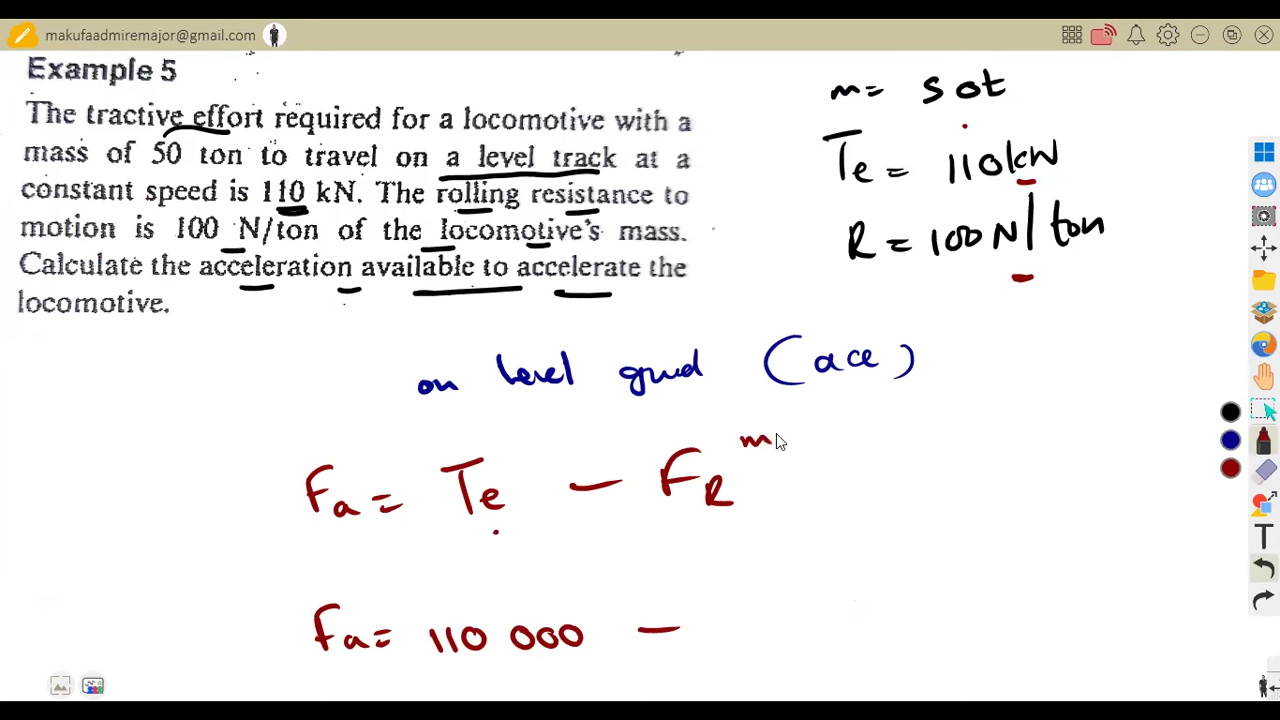 makufaadmiremajor@gmail.com
Example 5
The tractive effort required for a locomotive with a
mass of 50 ton to travel on a level track at a
constant speed is 110 kN. The rolling resistance to
motion is 100 N/ton of the locomotive's mass.
Calculate the acceleration available to accelerate the
locomotive.
m = 50t
Te = 110kN
R = 100N/ton
on level grnd (ace)
Fa = Te - FR
m
Fa = 110 000 -